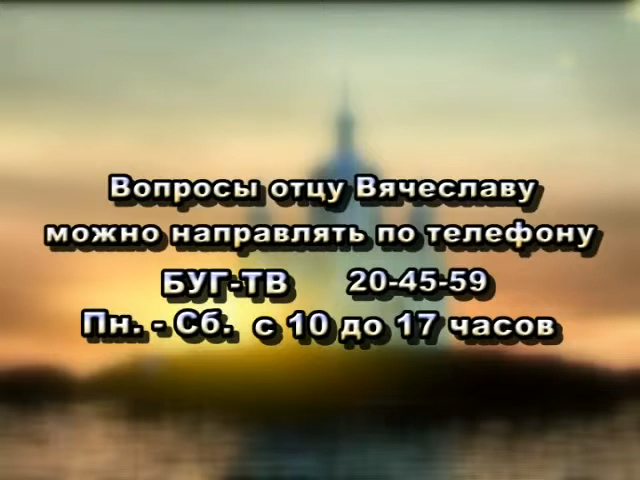 Вопросы отцу Вячеславу
можно направлять по телефону
БУГ-ТВ 20-45-59
Пн. - Сб. с 10 до 17 часов